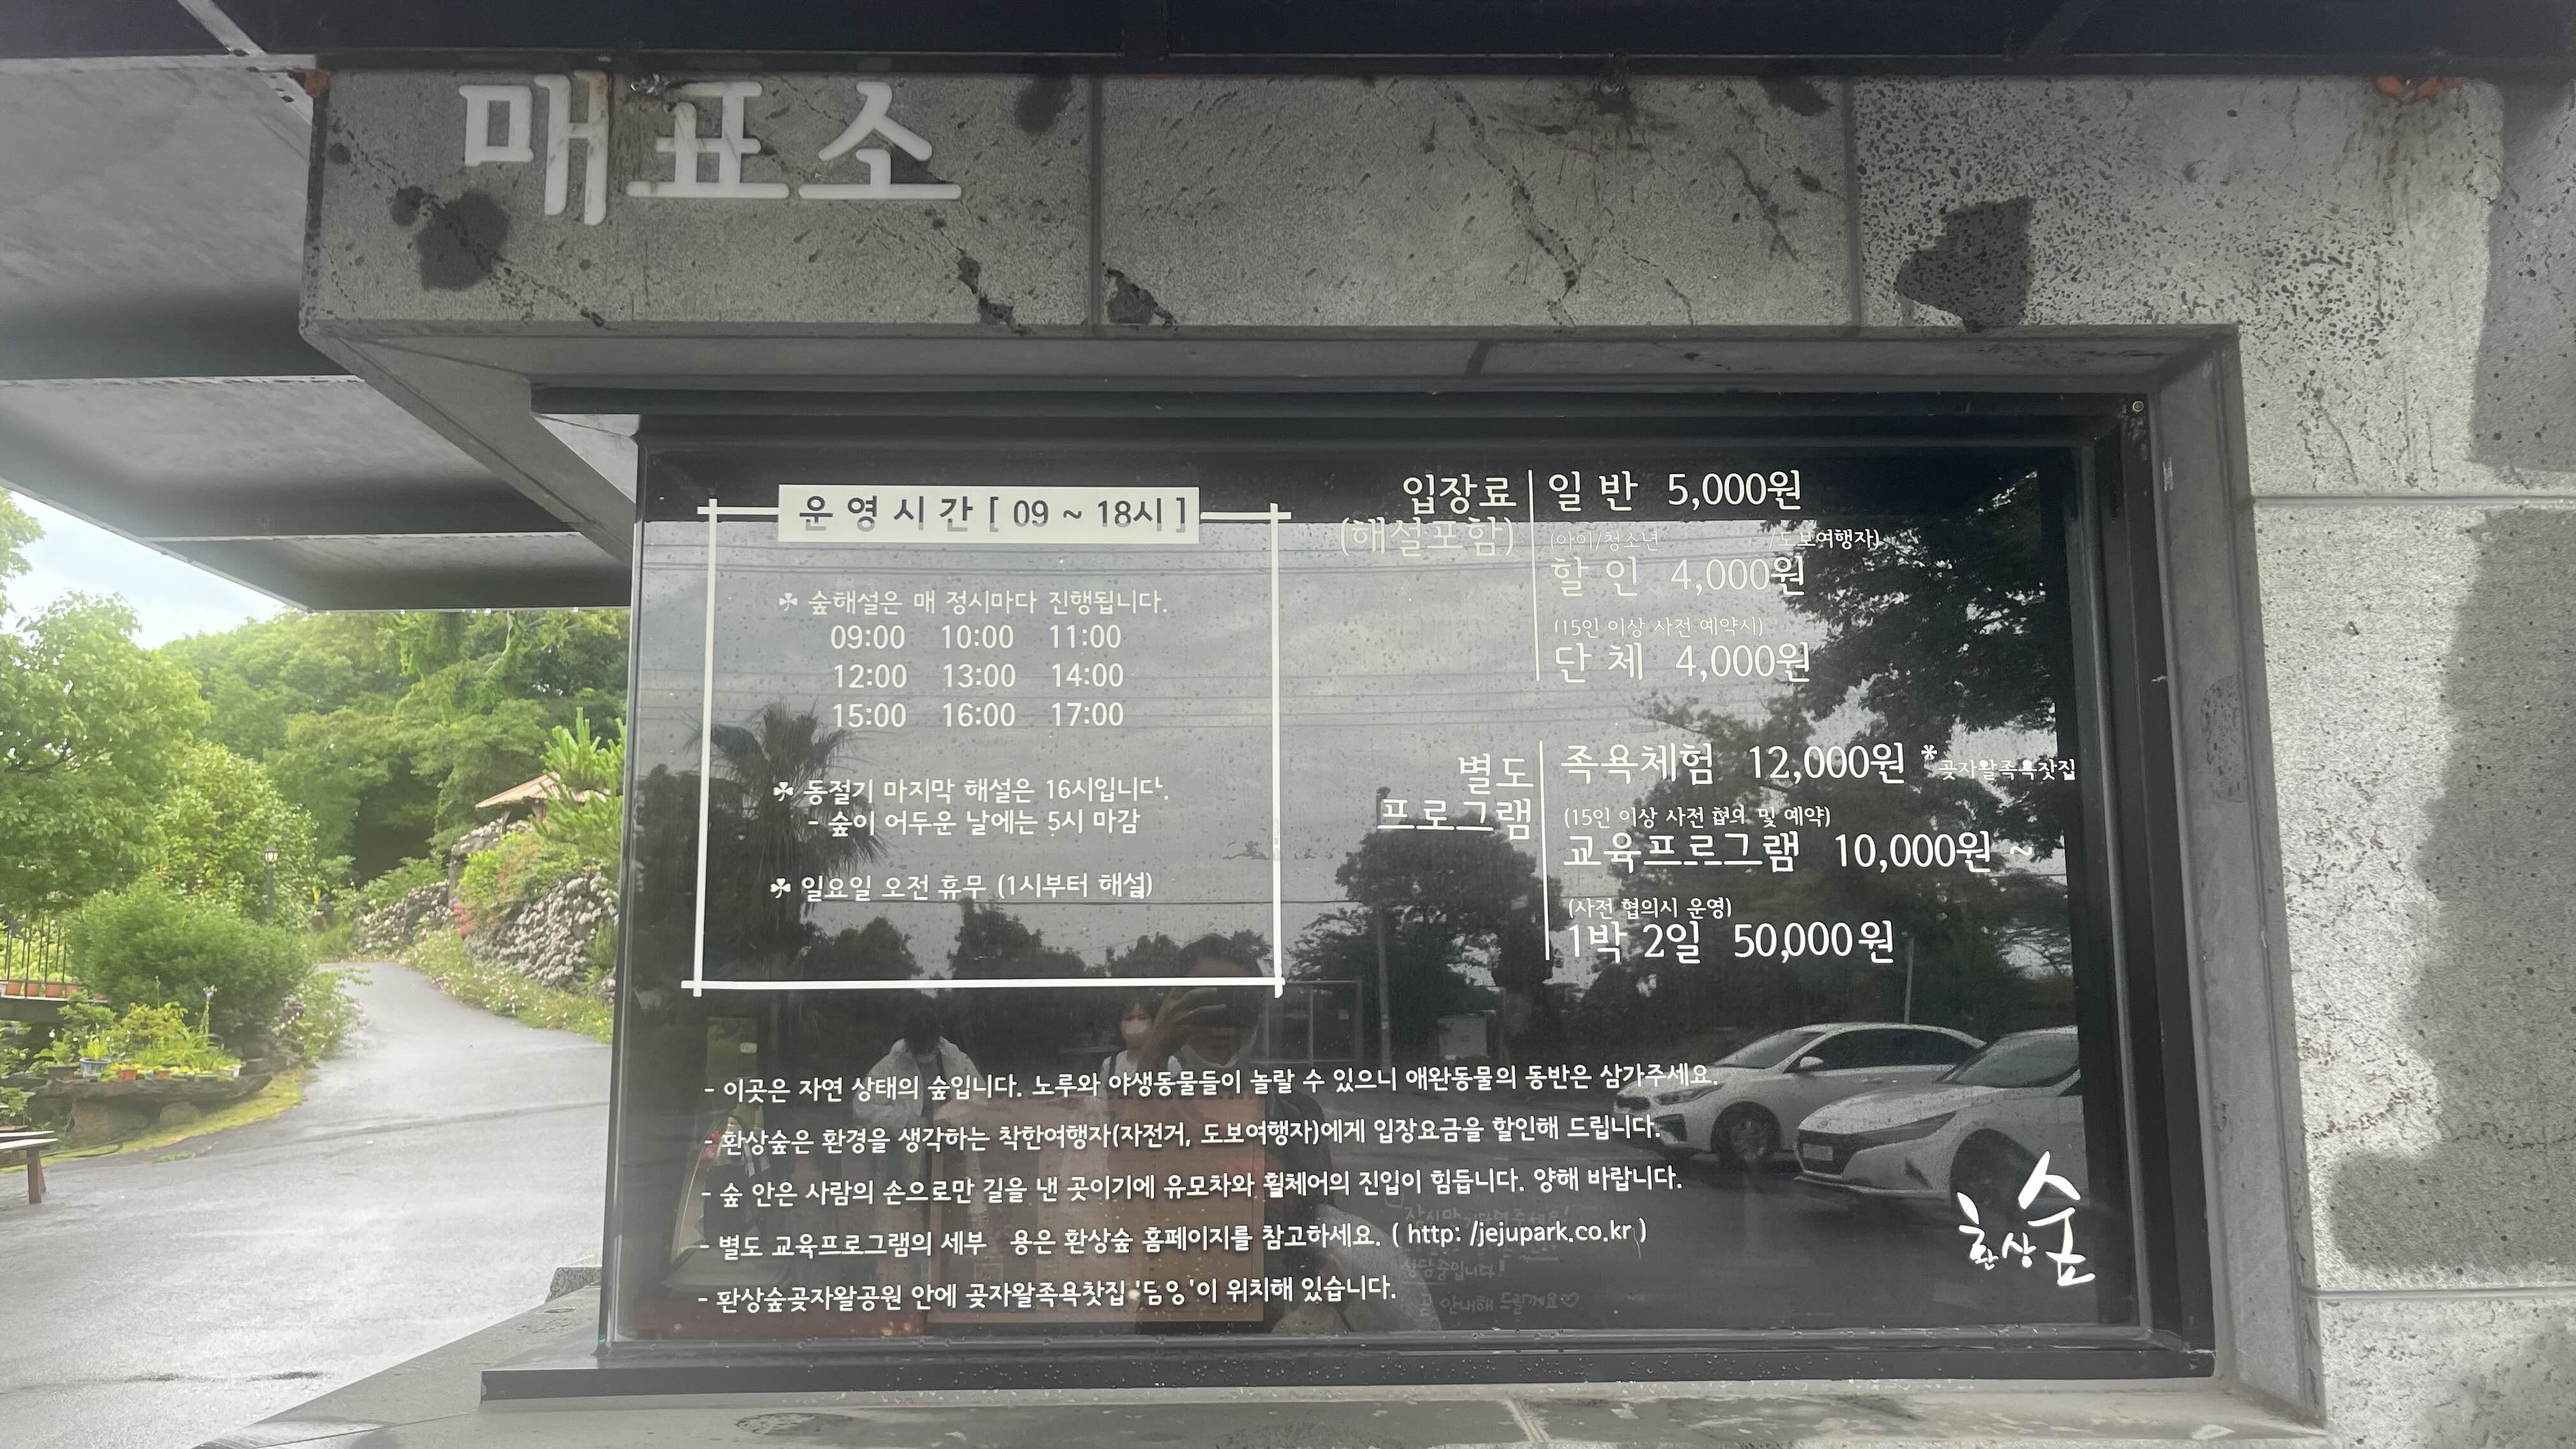 매표소
운영시간 [ 09 ~ 18시 ]
☘ 숲해설은 매 정시마다 진행됩니다.
09:00 10:00 11:00
12:00 13:00 14:00
15:00 16:00 17:00
☘ 동절기 마지막 해설은 16시입니다.
- 숲이 어두운 날에는 5시 마감
☘ 일요일 오전 휴무 (1시부터 해설)
입장료
(해설포함)
일반 5,000원
(아이/청소년 /도보여행자)
할인 4,000원
(15인 이상 사전 예약시)
단체 4,000원
별도
프로그램
족욕체험 12,000원 *곶자왈족욕찻집
(15인 이상 사전 협의 및 예약)
교육프로그램 10,000원 ~
(사전 협의시 운영)
1박 2일 50,000원
- 이곳은 자연 상태의 숲입니다. 노루와 야생동물들이 놀랄 수 있으니 애완동물의 동반은 삼가주세요.
- 환상숲은 환경을 생각하는 착한여행자(자전거, 도보여행자)에게 입장요금을 할인해 드립니다.
- 숲 안은 사람의 손으로만 길을 낸 곳이기에 유모차와 휠체어의 진입이 힘듭니다. 양해 바랍니다.
- 별도 교육프로그램의 세부 용은 환상숲 홈페이지를 참고하세요. ( http: /jejupark.co.kr )
- 환상숲곶자왈공원 안에 곶자왈족욕찻집 이 위치해 있습니다.
상담중입니다!
곧 안내해 드릴께요♡
환상숲